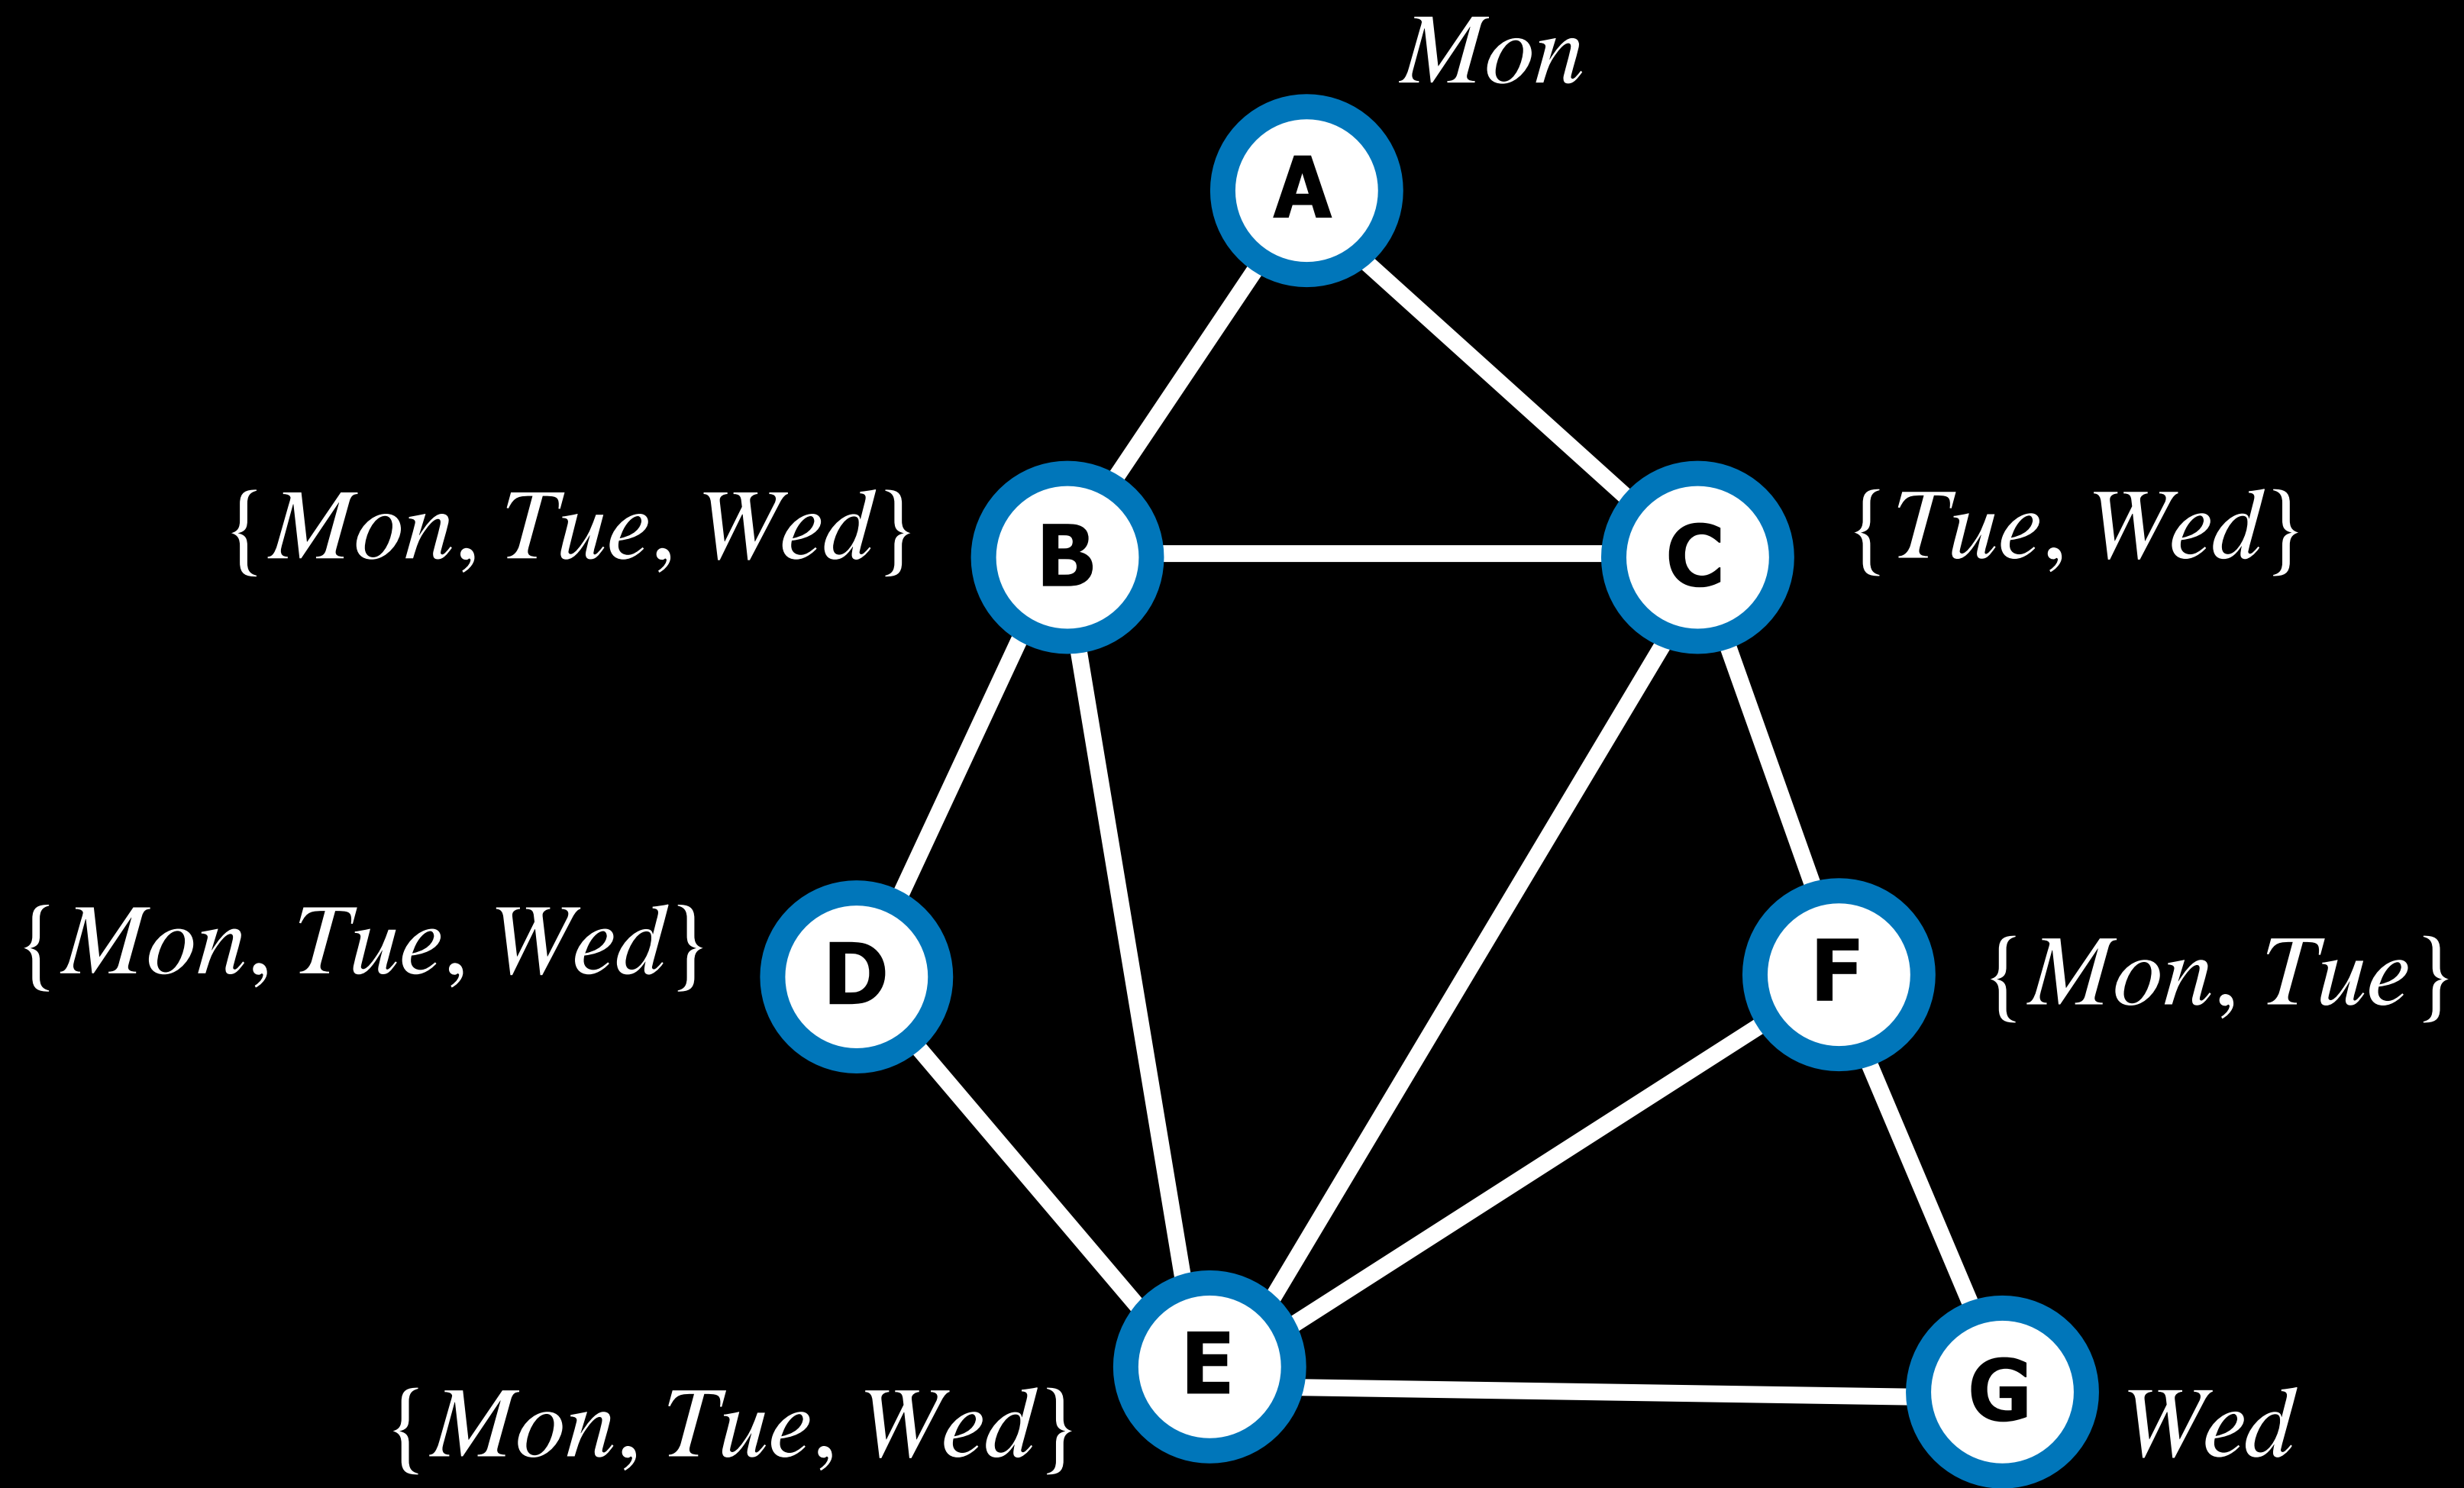 Mon
A
{Mon, Tue, Wed} B C {Tue, Wed}
{Mon, Tue, Wed} D F {Mon, Tue}
{Mon, Tue, Wed} E G Wed